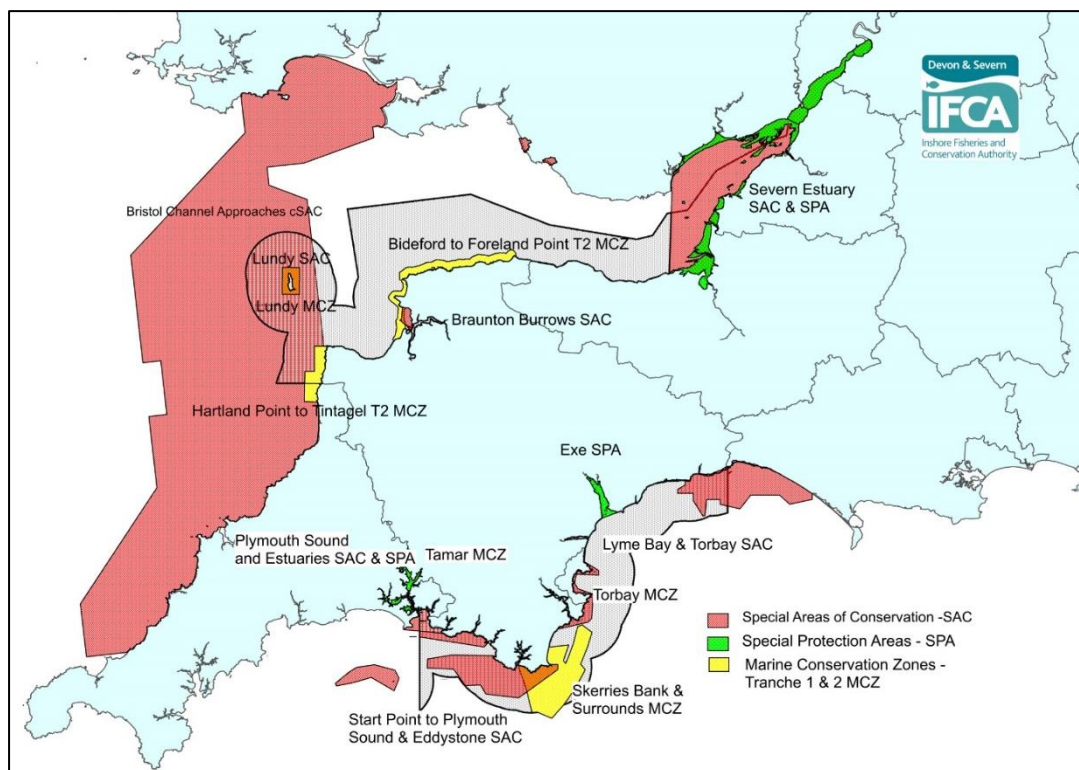 Devon & Severn
IFCA
Inshore Fisheries and
Conservation Authority
Severn Estuary
SAC & SPA
Bristol Channel Approaches cSAC
Bideford to Foreland Point T2 MCZ
Lundy SAC
Lundy MCZ
Braunton Burrows SAC
Hartland Point to Tintagel T2 MCZ
Exe SPA
Plymouth Sound
and Estuaries SAC & SPA
Tamar MCZ
Lyme Bay & Torbay SAC
Torbay MCZ
Special Areas of Conservation -SAC
Special Protection Areas - SPA
Marine Conservation Zones -
Tranche 1 & 2 MCZ
Skerries Bank &
Surrounds MCZ
Start Point to Plymouth
Sound & Eddystone SAC